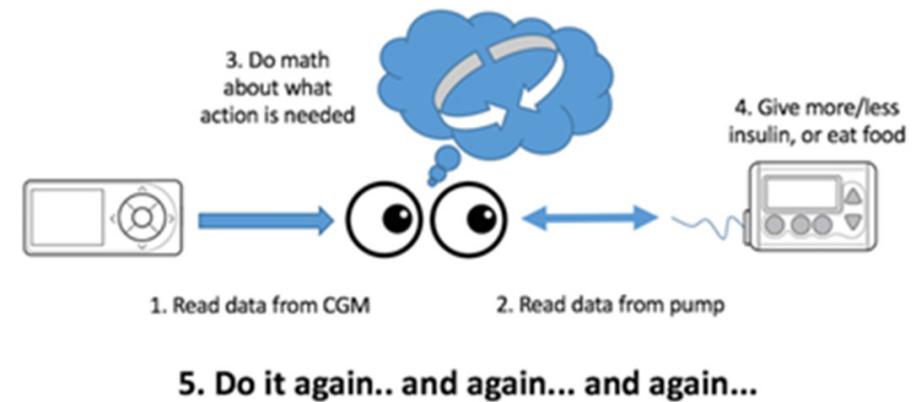 3. Do math
about what
action is needed
4. Give more/less
insulin, or eat food
1. Read data from CGM
2. Read data from pump
5. Do it again.. and again... and again...